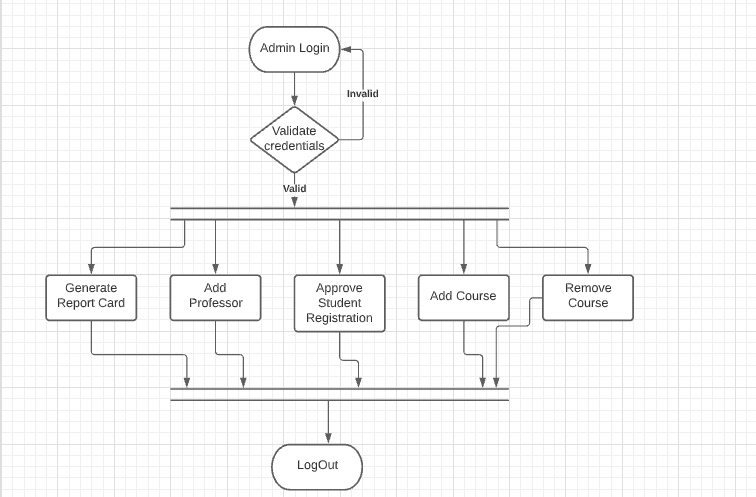 Admin Login
Invalid
Validate
credentials
Valid
Generate
Report Card
Add
Professor
Approve
Student
Registration
Add Course
Remove
Course
LogOut